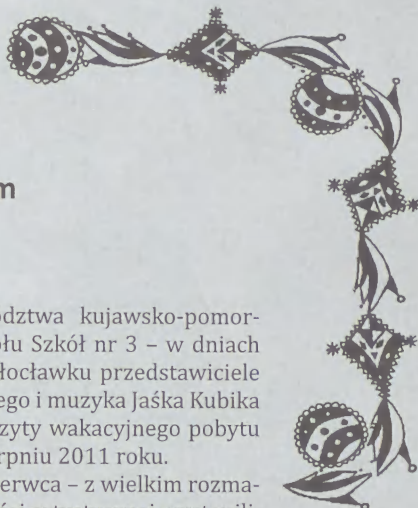 m
dztwa kujawsko-pomor-
ołu Szkół nr 3 – w dniach
łocławku przedstawiciele
ego i muzyka Jaśka Kubika
zyty wakacyjnego pobytu
rpniu 2011 roku.
erwca – z wielkim rozma-